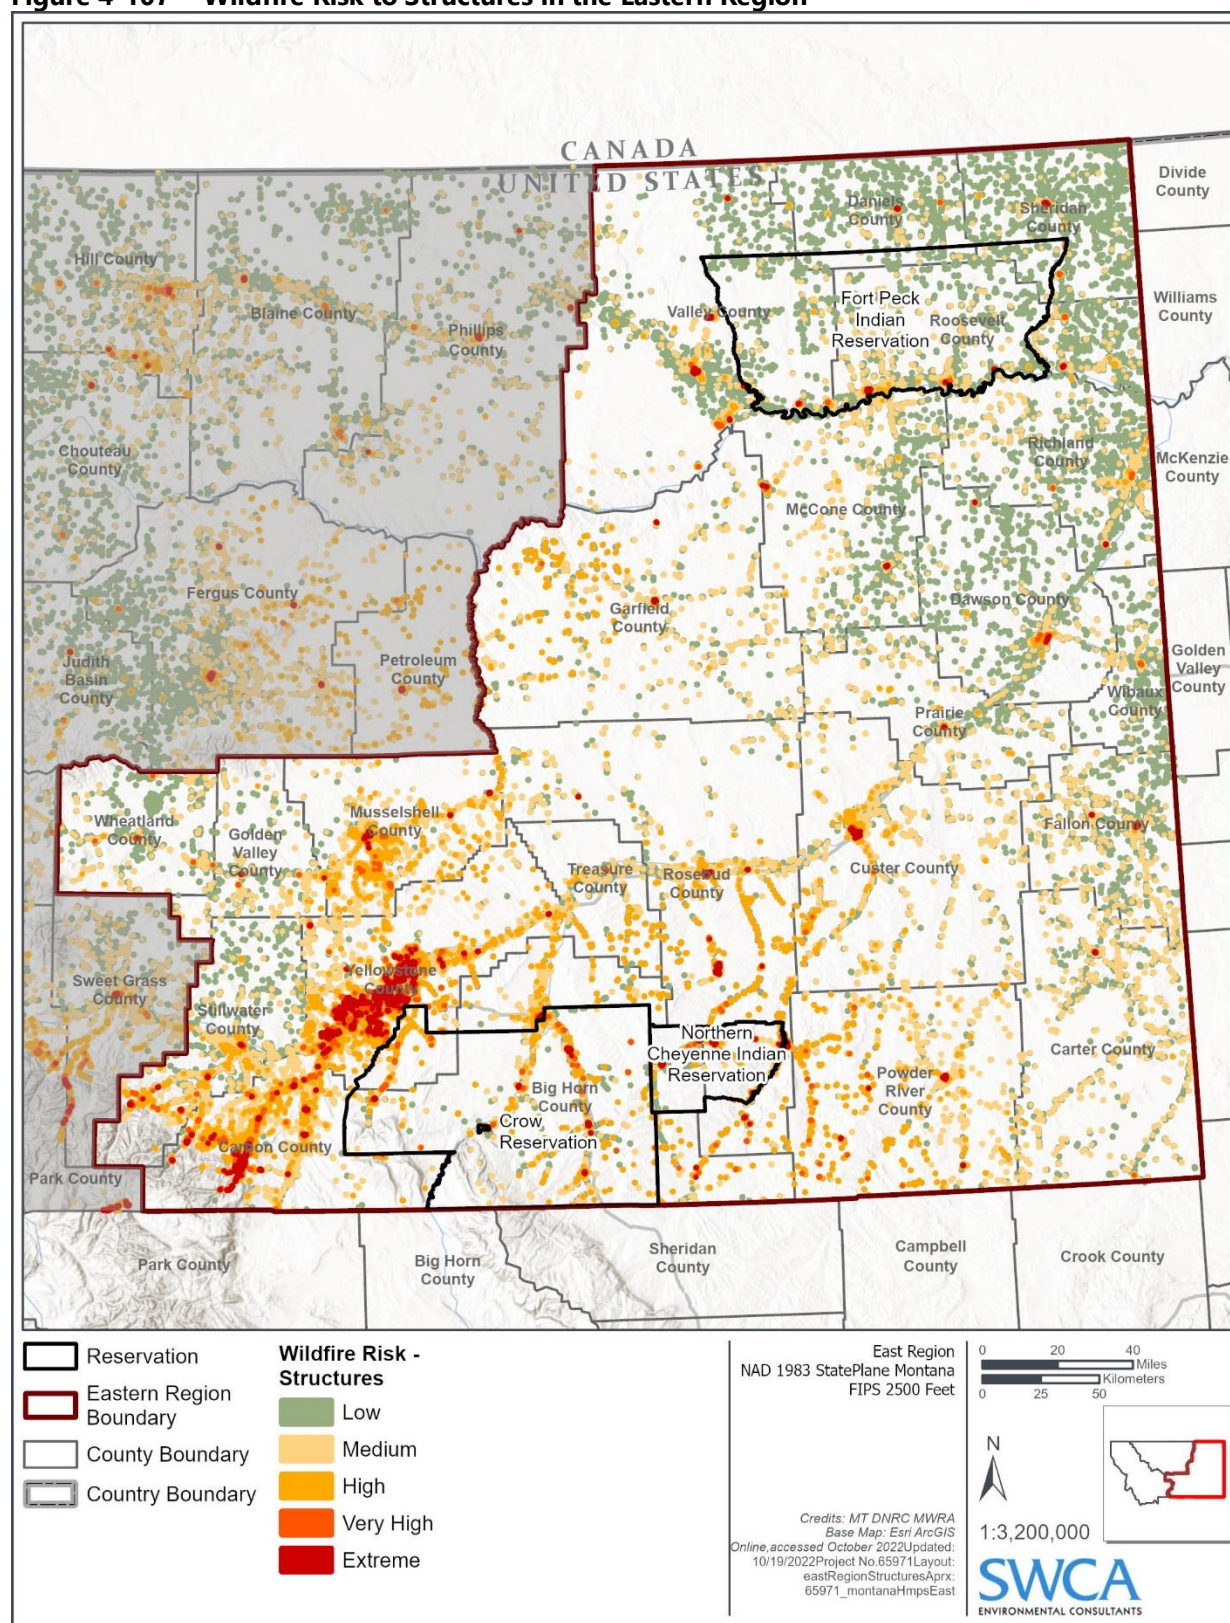 Figure 4-107 Wildfire Risk to Structures in the Eastern Region
CANADA
UNITED STATES
Divide
County
Daniels
County
Sheridan
County
Hill County
Blaine County
Phillips
County
Valley County
Fort Peck
Indian
Reservation
Roosevelt
County
Williams
County
Chouteau
County
Richland
County
McKenzie
County
McCone County
Fergus County
Garfield
County
Dawson County
Judith
Basin
County
Petroleum
County
Golden
Valley
County
Wibaux
County
Prairie
County
Wheatland
County
Golden
Valley
County
Musselshell
County
Fallon County
Treasure
County
Rosebud
County
Custer County
Sweet Grass
County
Yellowstone
County
Stillwater
County
Northern
Cheyenne Indian
Reservation
Carter County
Powder
River
County
Big Horn
County
Crow
Reservation
Carbon County
Park County
Park County
Big Horn
County
Sheridan
County
Campbell
County
Crook County
Reservation
Eastern Region
Boundary
County Boundary
Country Boundary
Wildfire Risk -
Structures
Low
Medium
High
Very High
Extreme
East Region
NAD 1983 StatePlane Montana
FIPS 2500 Feet
Credits: MT DNRC MWRA
Base Map: Esri ArcGIS
Online,accessed October 2022Updated:
10/19/2022Project No.65971Layout:
eastRegionStructuresAprx:
65971_montanaHmpsEast
0 20 40
Miles
Kilometers
0 25 50
N
1:3,200,000
SWCA
ENVIRONMENTAL CONSULTANTS